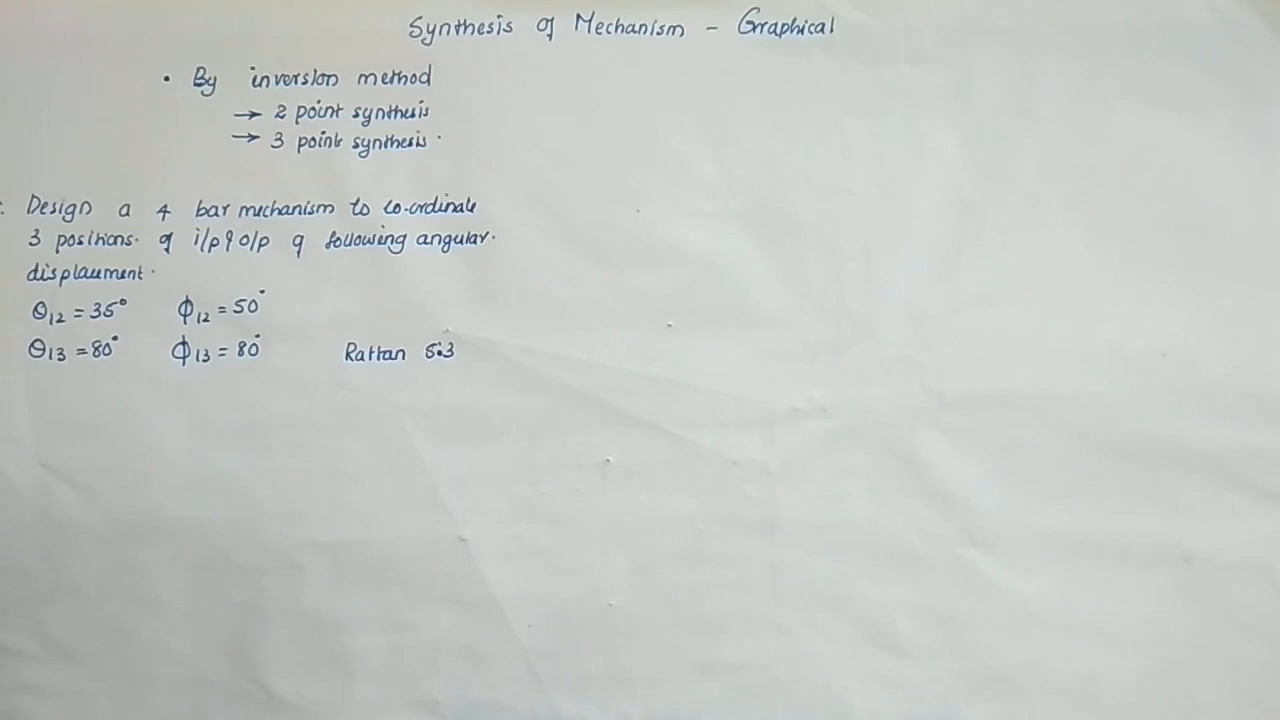 Synthesis of Mechanism - Graphical
• By inversion method
→ 2 point synthesis
→ 3 point synthesis.
: Design a 4 bar mechanism to co-ordinate
3 positions. of i/p & o/p of following angular.
displacement.
θ12 = 35° ϕ12 = 50°
θ13 = 80° ϕ13 = 80° Rattan 5.3